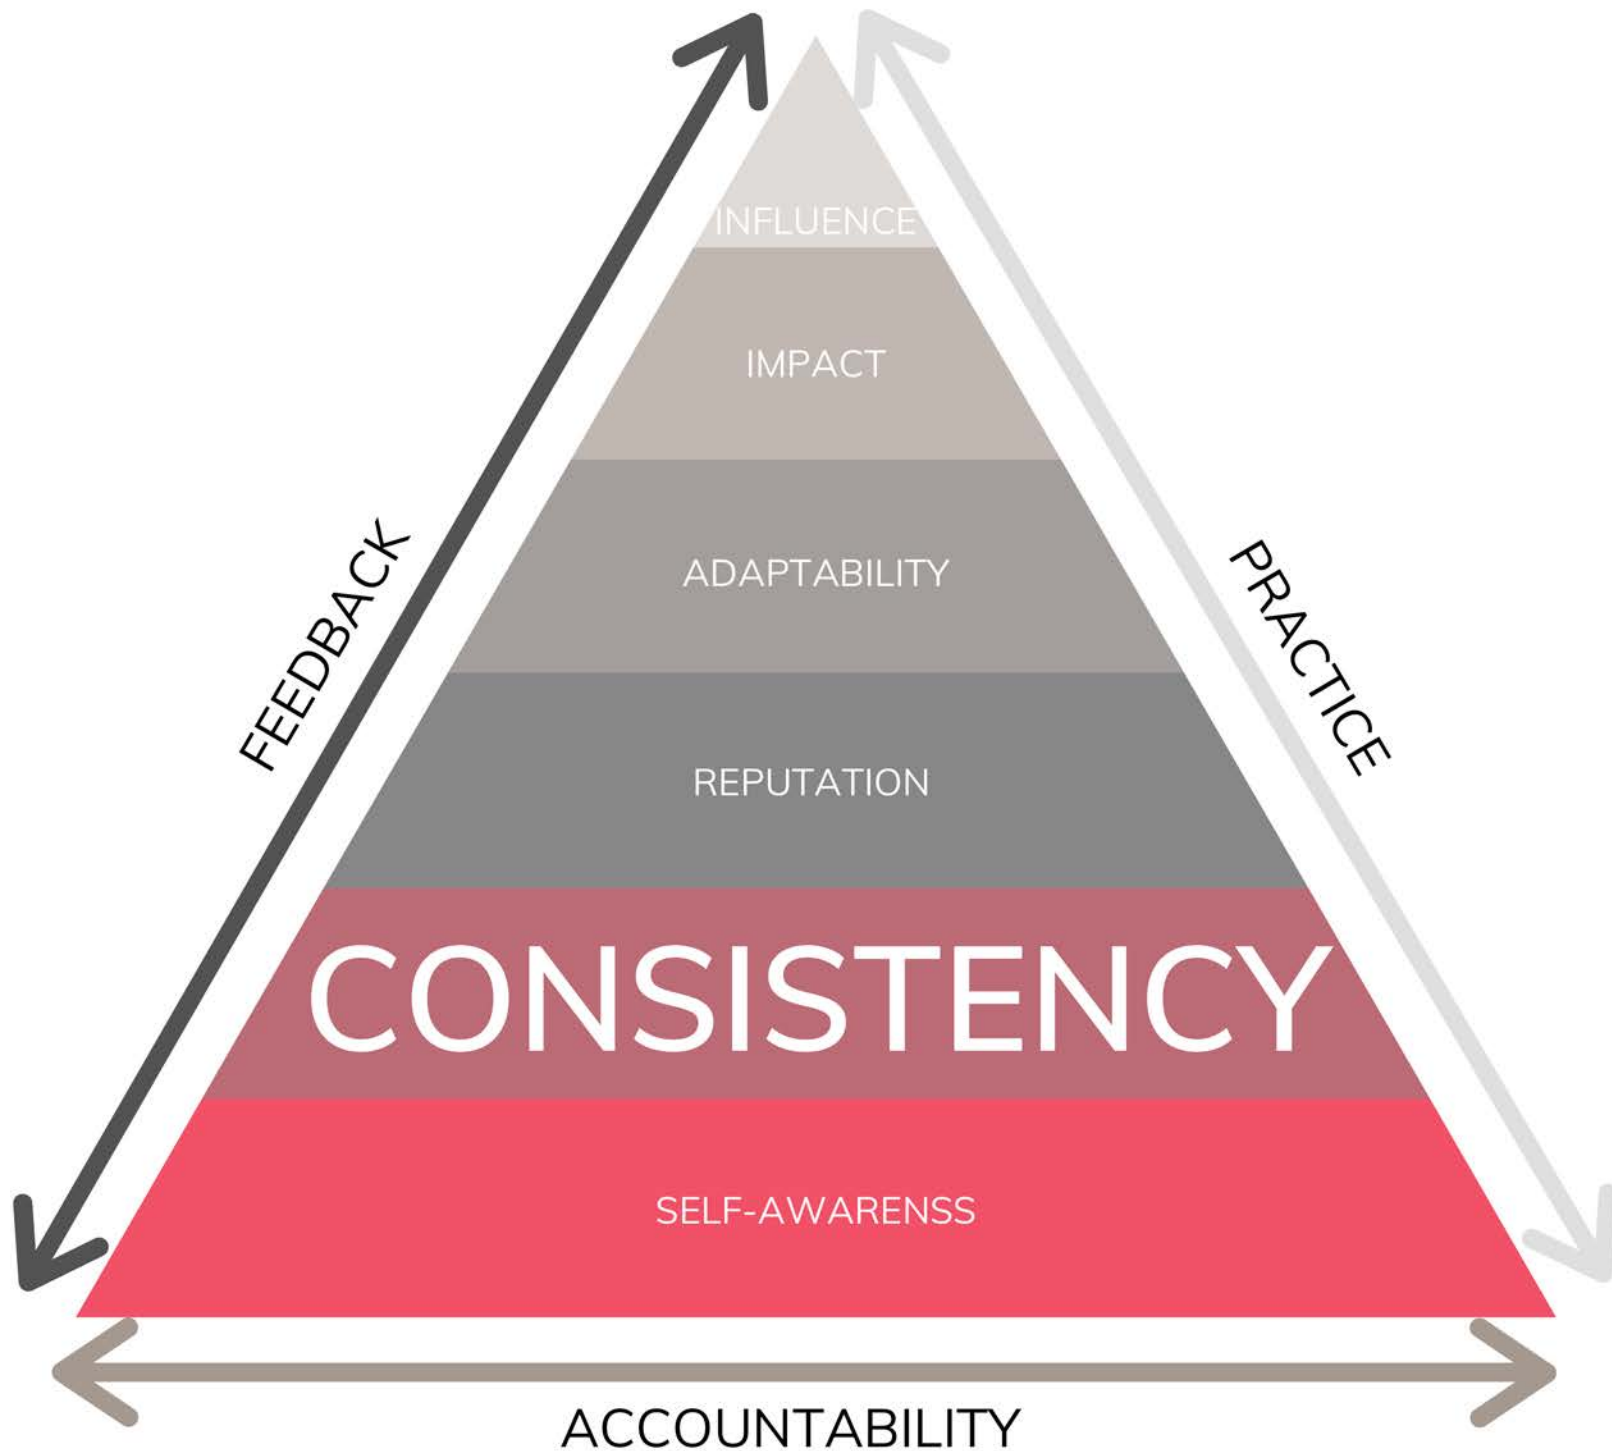 INFLUENCE
IMPACT
ADAPTABILITY
REPUTATION
CONSISTENCY
SELF-AWARENSS
FEEDBACK
PRACTICE
ACCOUNTABILITY